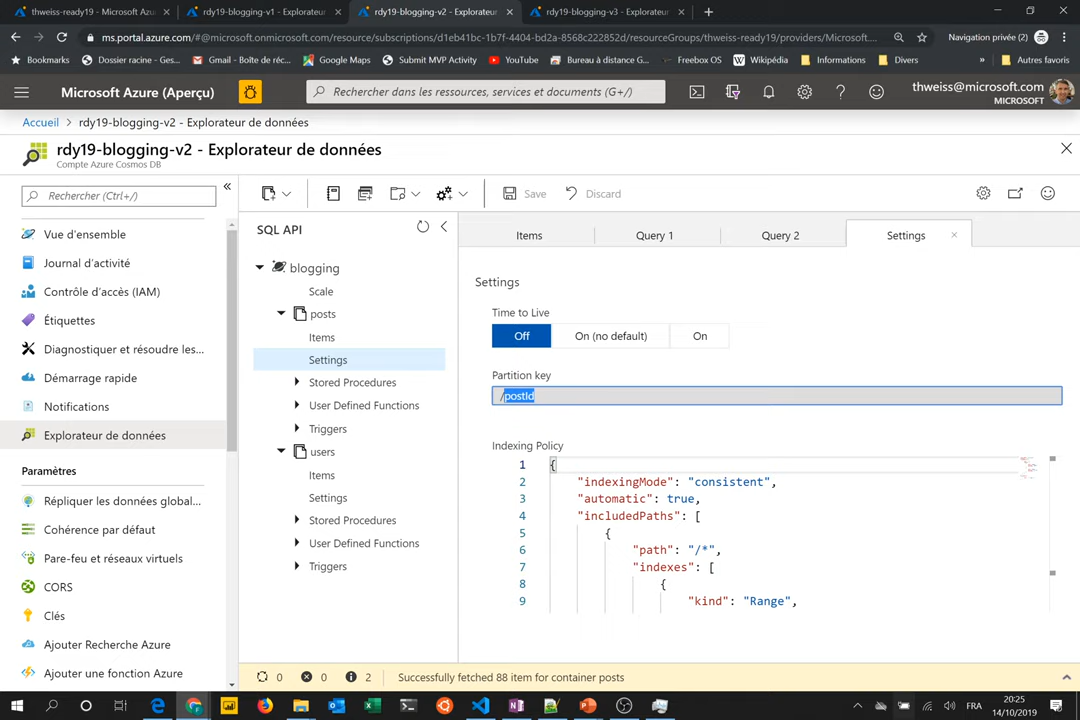 thweiss-ready19 - Microsoft Az
rdy19-blogging-v1 - Explorateur
rdy19-blogging-v2 - Explorateur
rdy19-blogging-v3 - Explorateur
ms.portal.azure.com/#@microsoft.onmicrosoft.com/resource/subscriptions/d1eb41bc-1b7f-4404-bd2a-8568c222852d/resourceGroups/thweiss-ready19/providers/Microsoft....
Navigation privée (2)
Bookmarks
Dossier racine - Ges...
Gmail - Boîte de réc...
Google Maps
Submit MVP Activity
YouTube
Bureau à distance G...
Freebox OS
Wikipédia
Informations
Divers
»
Autres favoris
Microsoft Azure (Aperçu)
Rechercher dans les ressources, services et documents (G+/)
thweiss@microsoft.com
MICROSOFT
Accueil > rdy19-blogging-v2 - Explorateur de données
rdy19-blogging-v2 - Explorateur de données
Compte Azure Cosmos DB
Rechercher (Ctrl+/)
«
Save
Discard
Vue d'ensemble
Journal d'activité
Contrôle d'accès (IAM)
Étiquettes
Diagnostiquer et résoudre les...
Démarrage rapide
Notifications
Explorateur de données
Paramètres
Répliquer les données global...
Cohérence par défaut
Pare-feu et réseaux virtuels
CORS
Clés
Ajouter Recherche Azure
Ajouter une fonction Azure
SQL API
blogging
Scale
posts
Items
Settings
Stored Procedures
User Defined Functions
Triggers
users
Items
Settings
Stored Procedures
User Defined Functions
Triggers
Items
Query 1
Query 2
Settings
Settings
Time to Live
Off
On (no default)
On
Partition key
/postId
Indexing Policy
1 {
2 "indexingMode": "consistent",
3 "automatic": true,
4 "includedPaths": [
5 {
6 "path": "/*",
7 "indexes": [
8 {
9 "kind": "Range",
0
0
2
Successfully fetched 88 item for container posts
FRA
20:25
14/10/2019